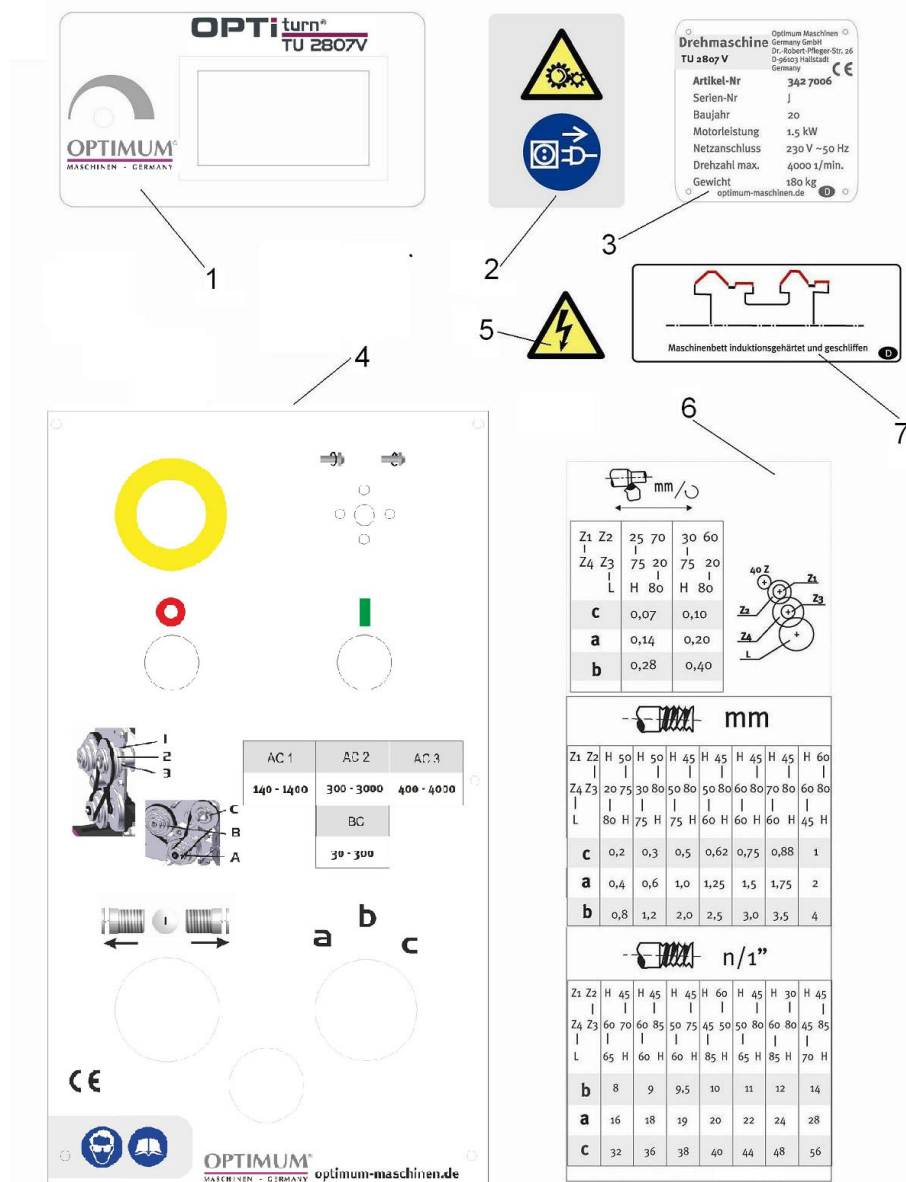 OPTi turn®
TU 2807V
OPTIMUM®
MASCHINEN - GERMANY
1
2
Drehmaschine
TU 2807 V
Optimum Maschinen
Germany GmbH
Dr.-Robert-Pfleger-Str. 26
D-96103 Hallstadt
Germany
CE
Artikel-Nr 342 7006
Serien-Nr J
Baujahr 20
Motorleistung 1.5 kW
Netzanschluss 230 V ~50 Hz
Drehzahl max. 4000 1/min.
Gewicht 180 kg
optimum-maschinen.de D
3
5
Maschinenbett induktionsgehärtet und geschliffen D
7
4
1
2
3
C
B
A
AC 1 AC 2 AC 3
140 - 1400 300 - 3000 400 - 4000
BC
30 - 300
I
a b c
CE
OPTIMUM®
MASCHINEN - GERMANY optimum-maschinen.de
6
mm/
Z1 Z2 25 70 30 60
Z4 Z3 75 20 75 20
L H 80 H 80
c 0,07 0,10
a 0,14 0,20
b 0,28 0,40
40 Z
Z1
Z2
Z3
Z4
L
mm
Z1 Z2 H 50 H 50 H 45 H 45 H 45 H 45 H 60
Z4 Z3 20 75 30 80 50 80 50 80 60 80 70 80 60 80
L 80 H 75 H 75 H 60 H 60 H 60 H 45 H
c 0,2 0,3 0,5 0,62 0,75 0,88 1
a 0,4 0,6 1,0 1,25 1,5 1,75 2
b 0,8 1,2 2,0 2,5 3,0 3,5 4
n/1"
Z1 Z2 H 45 H 45 H 45 H 60 H 45 H 30 H 45
Z4 Z3 60 70 60 85 50 75 45 50 50 80 60 80 45 85
L 65 H 60 H 60 H 85 H 65 H 85 H 70 H
b 8 9 9,5 10 11 12 14
a 16 18 19 20 22 24 28
c 32 36 38 40 44 48 56